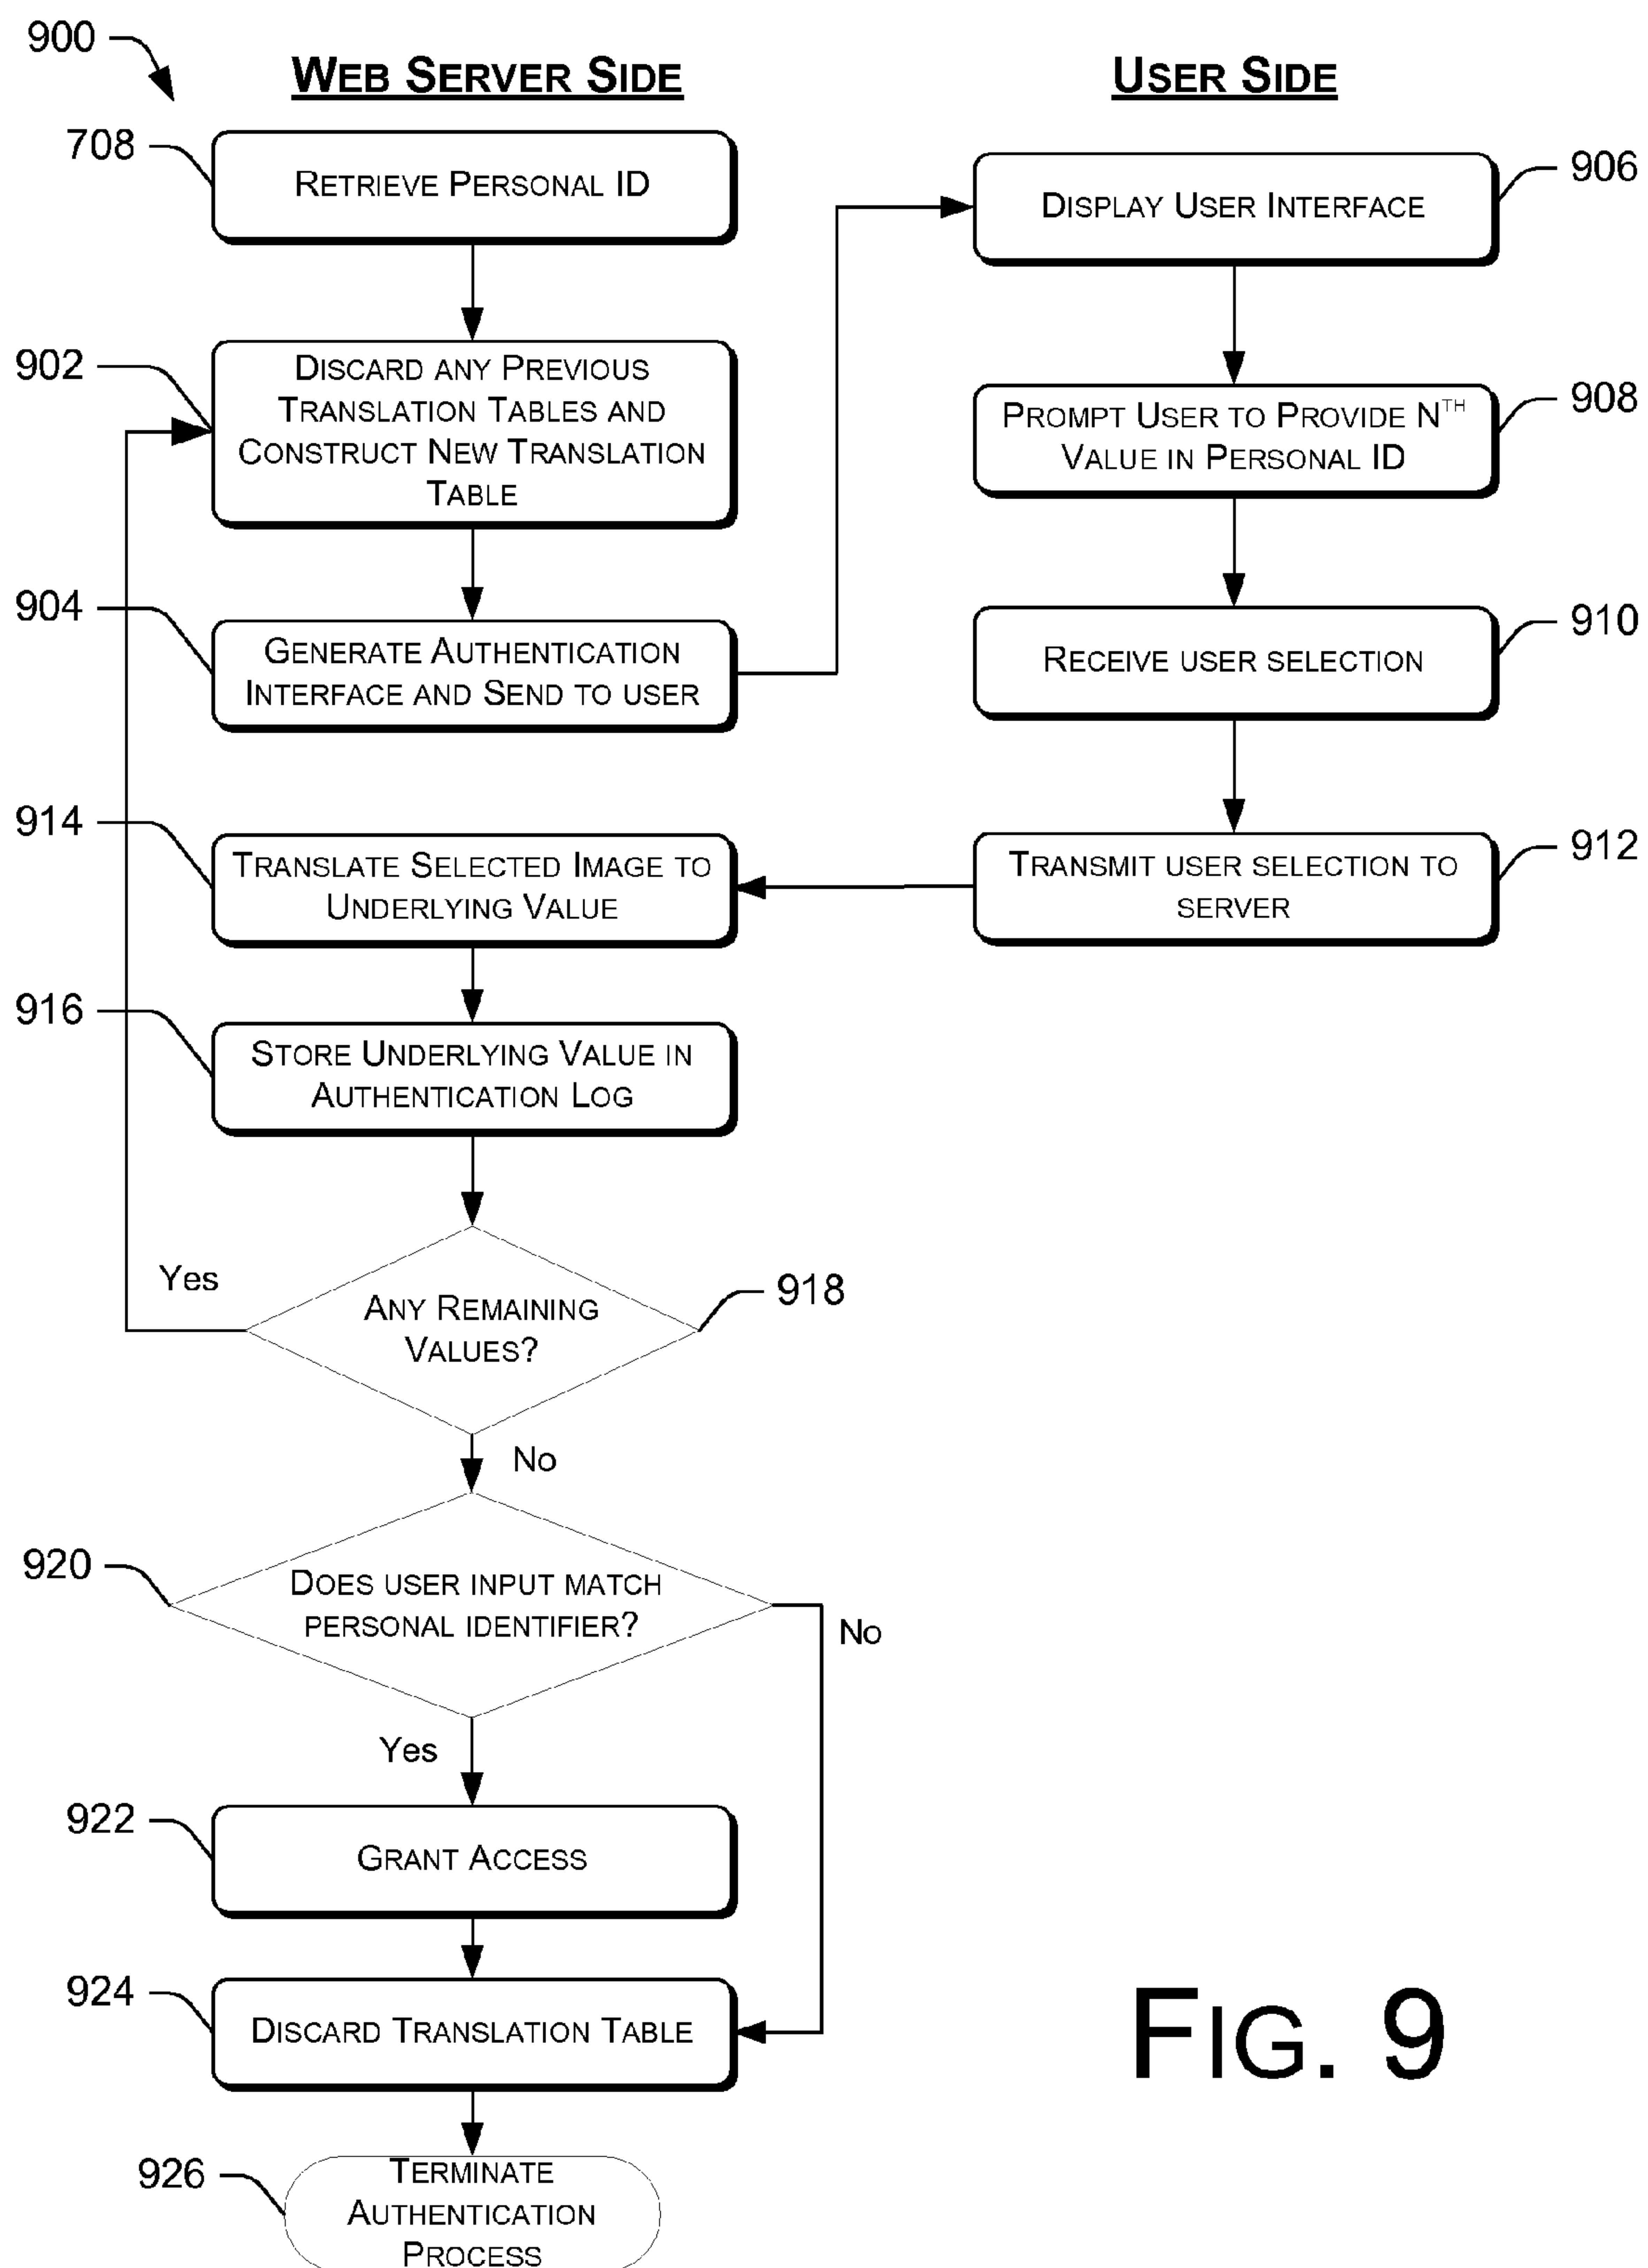 900
WEB SERVER SIDE
708
RETRIEVE PERSONAL ID
902
DISCARD ANY PREVIOUS
TRANSLATION TABLES AND
CONSTRUCT NEW TRANSLATION
TABLE
904
GENERATE AUTHENTICATION
INTERFACE AND SEND TO USER
USER SIDE
906
DISPLAY USER INTERFACE
908
PROMPT USER TO PROVIDE NTH
VALUE IN PERSONAL ID
910
RECEIVE USER SELECTION
912
TRANSMIT USER SELECTION TO
SERVER
914
TRANSLATE SELECTED IMAGE TO
UNDERLYING VALUE
916
STORE UNDERLYING VALUE IN
AUTHENTICATION LOG
Yes
918
ANY REMAINING
VALUES?
No
920
DOES USER INPUT MATCH
PERSONAL IDENTIFIER?
No
Yes
922
GRANT ACCESS
924
DISCARD TRANSLATION TABLE
926
TERMINATE
AUTHENTICATION
PROCESS
FIG. 9